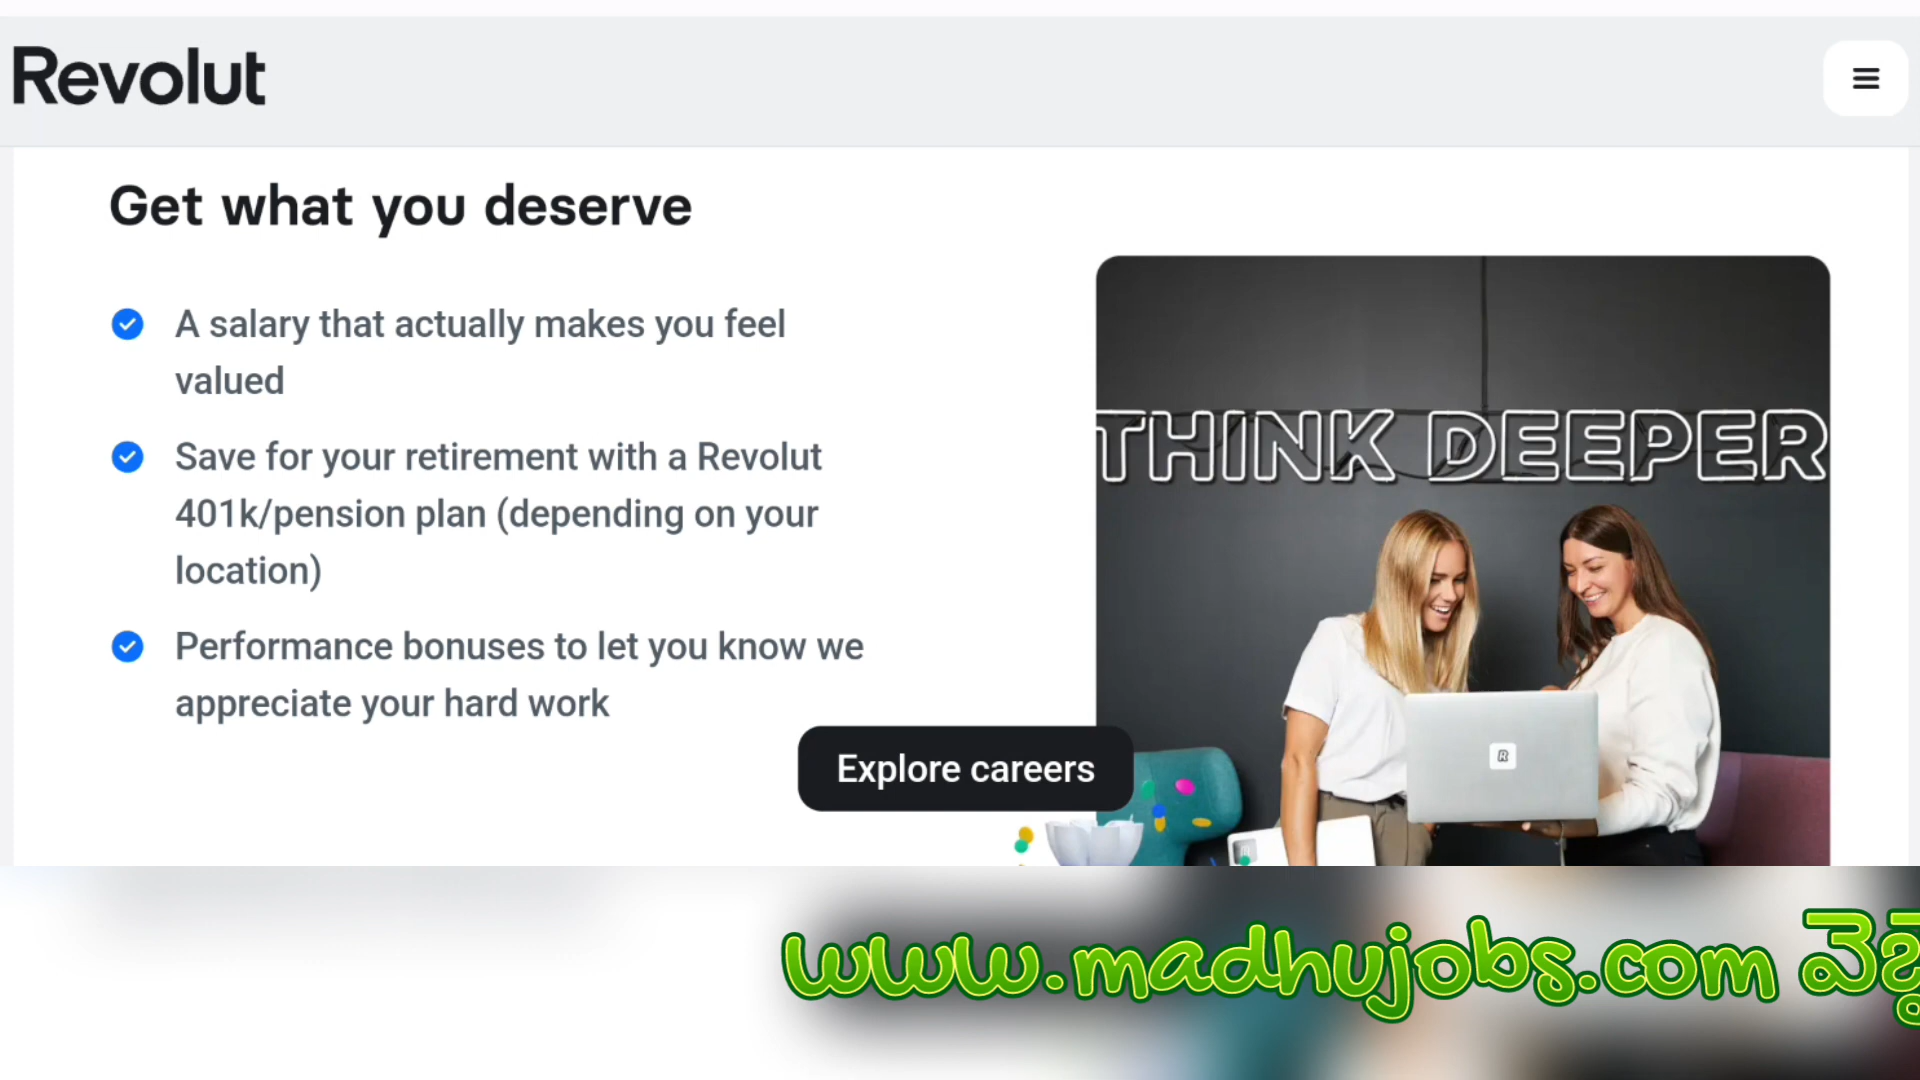 Revolut
Get what you deserve
A salary that actually makes you feel
valued
Save for your retirement with a Revolut
401k/pension plan (depending on your
location)
Performance bonuses to let you know we
appreciate your hard work
THINK DEEPER
R
Explore careers
www.madhujobs.com